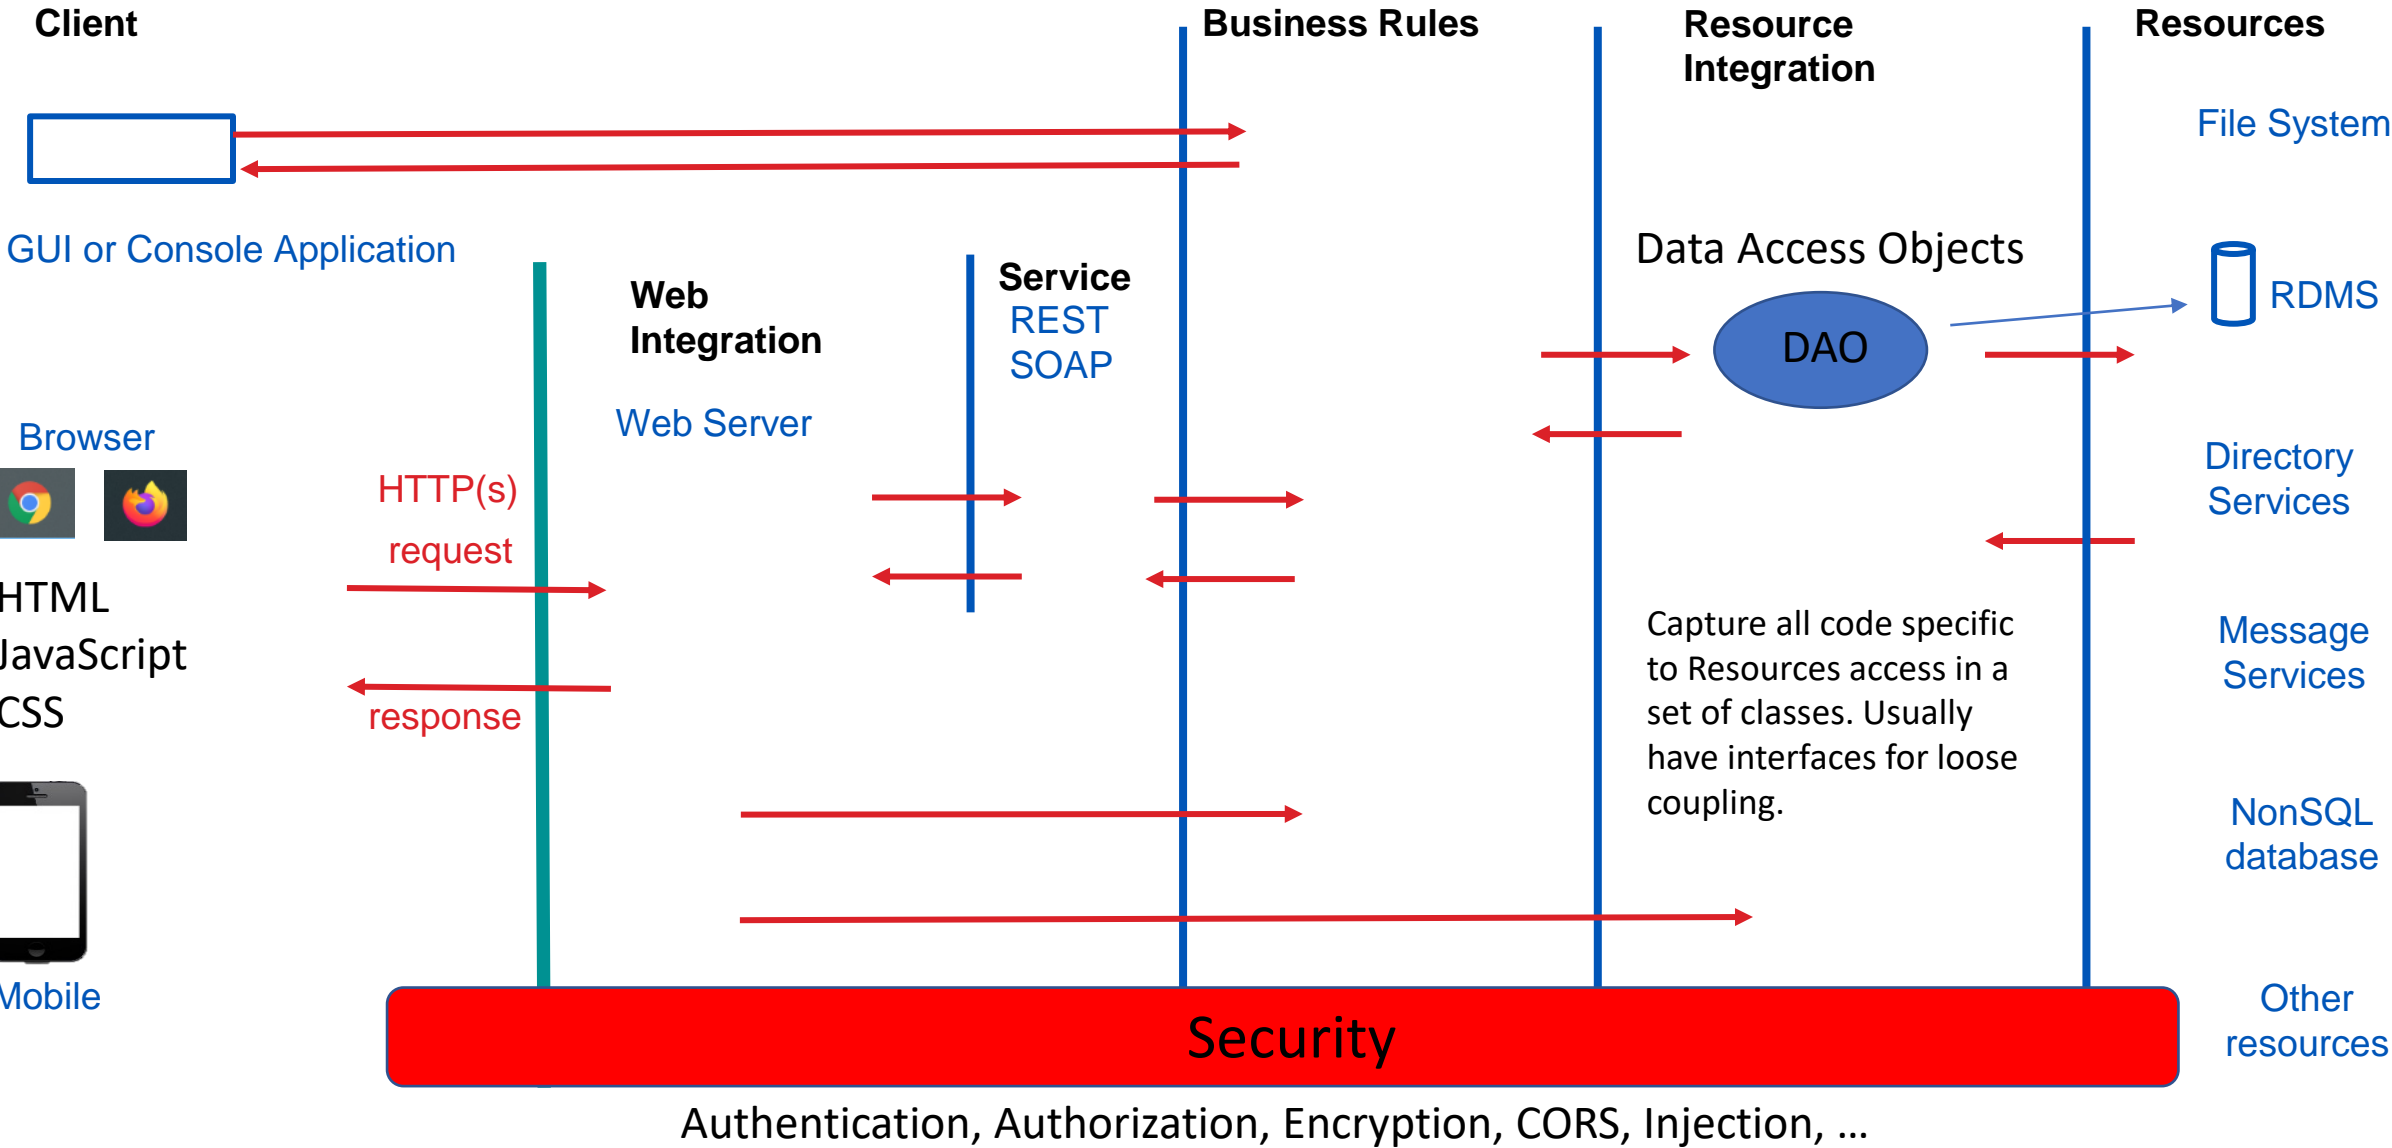 Client
Business Rules
Resource
Integration
Resources
File System
GUI or Console Application
Data Access Objects
Web
Integration
Service
REST
SOAP
RDMS
DAO
Web Server
Browser
HTTP(s)
request
Directory
Services
HTML
JavaScript
CSS
response
Capture all code specific
to Resources access in a
set of classes. Usually
have interfaces for loose
coupling.
Message
Services
NonSQL
database
Mobile
Other
resources
Security
Authentication, Authorization, Encryption, CORS, Injection, ...